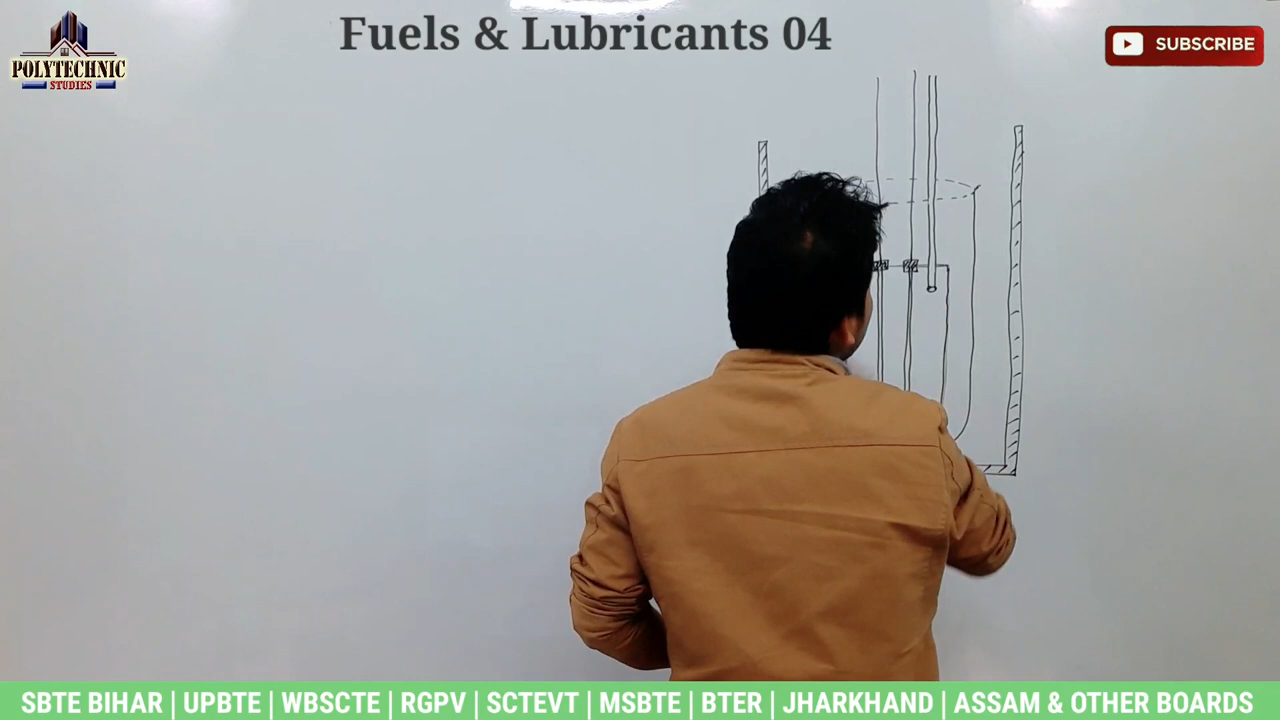 Fuels & Lubricants 04
POLYTECHNIC
STUDIES
SUBSCRIBE
SBTE BIHAR | UPBTE | WBSCTE | RGPV | SCTEVT | MSBTE | BTER | JHARKHAND | ASSAM & OTHER BOARDS